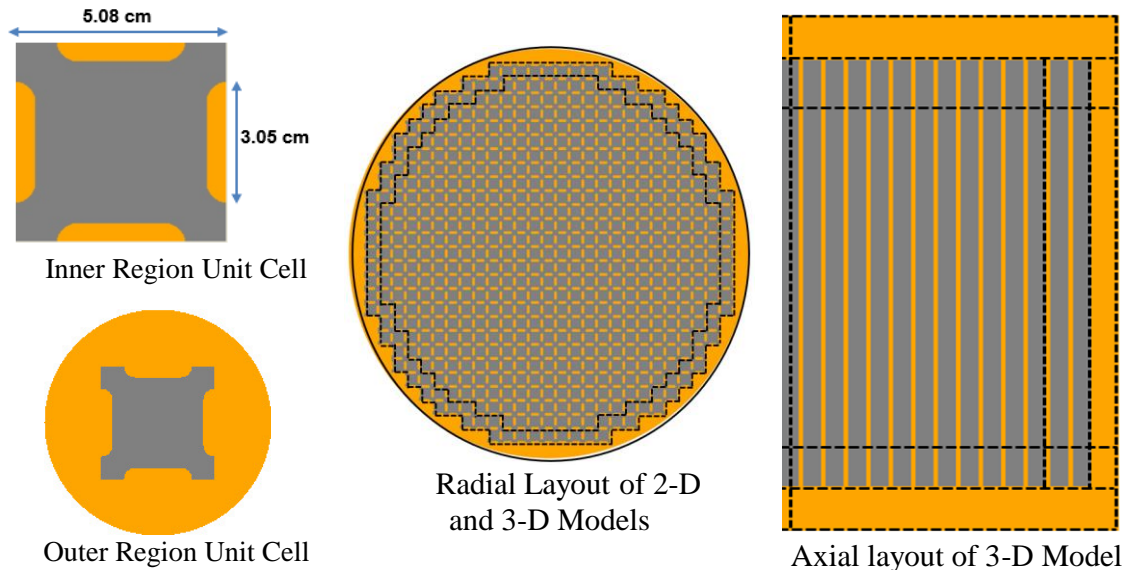 5.08 cm
3.05 cm
Inner Region Unit Cell
Outer Region Unit Cell
Radial Layout of 2-D
and 3-D Models
Axial layout of 3-D Model